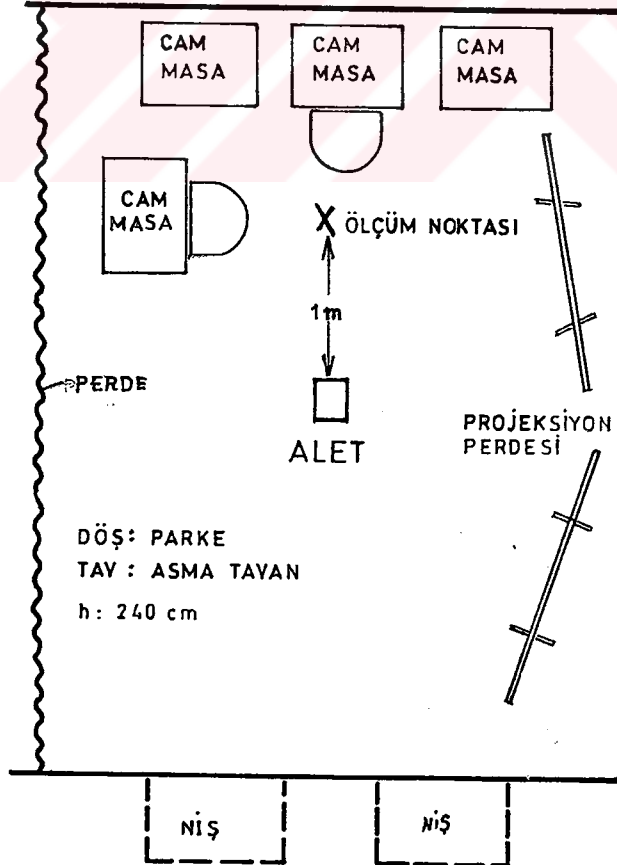 CAM
MASA
CAM
MASA
CAM
MASA
CAM
MASA
X ÖLÇÜM NOKTASI
1m
PERDE
ALET
PROJEKSİYON
PERDESİ
DÖŞ: PARKE
TAV : ASMA TAVAN
h: 240 cm
NİŞ
NİŞ